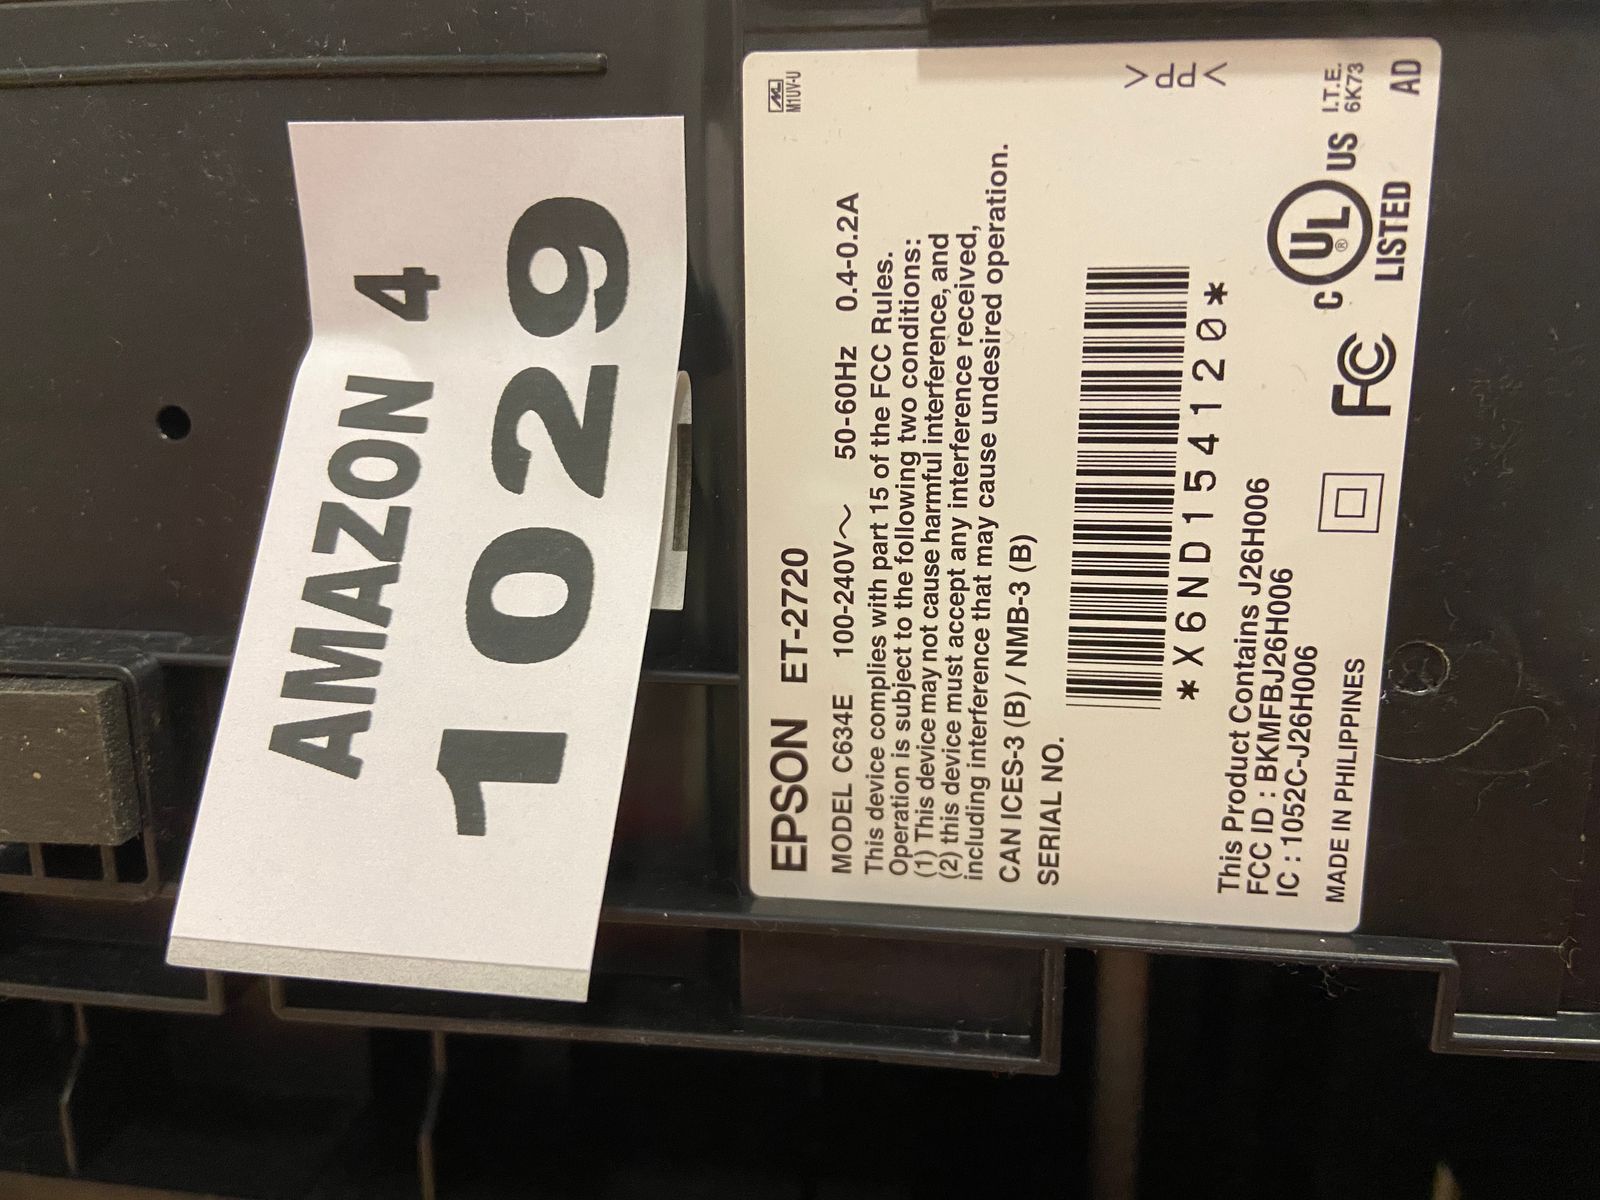 AMAZON 4
1029
EPSON ET-2720
M1UV-U
MODEL C634E 100-240V～ 50-60Hz 0.4-0.2A
This device complies with part 15 of the FCC Rules.
Operation is subject to the following two conditions:
(1) This device may not cause harmful interference, and
(2) this device must accept any interference received,
including interference that may cause undesired operation.
CAN ICES-3 (B) / NMB-3 (B)
SERIAL NO.
*X6ND154120*
>PP<
This Product Contains J26H006
FCC ID : BKMFBJ26H006
IC : 1052C-J26H006
MADE IN PHILIPPINES
FC
C UL® US
LISTED
I.T.E.
6K73
AD